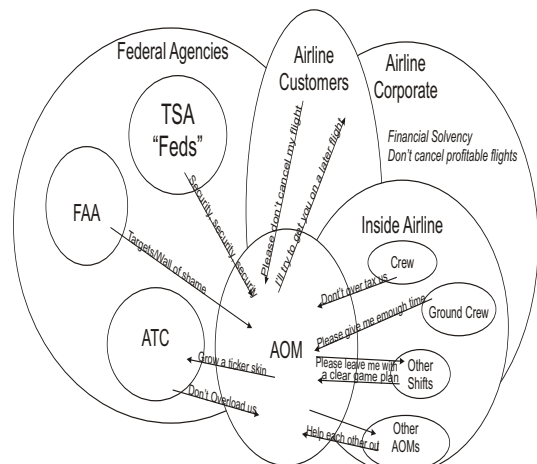 Federal Agencies
Airline
Customers
Airline
Corporate
TSA
"Feds"
Financial Solvency
Don't cancel profitable flights
FAA
Security, security, security
Please don't cancel my flight
I'll try to get you on a later flight
Inside Airline
Crew
Targets/Wall of shame
Don't over tax us
Ground Crew
Please give me emough time
ATC
AOM
Grow a ticker skin
Please leave me with
a clear game plan
Other
Shifts
Don't Overload us
Help each other out
Other
AOMs